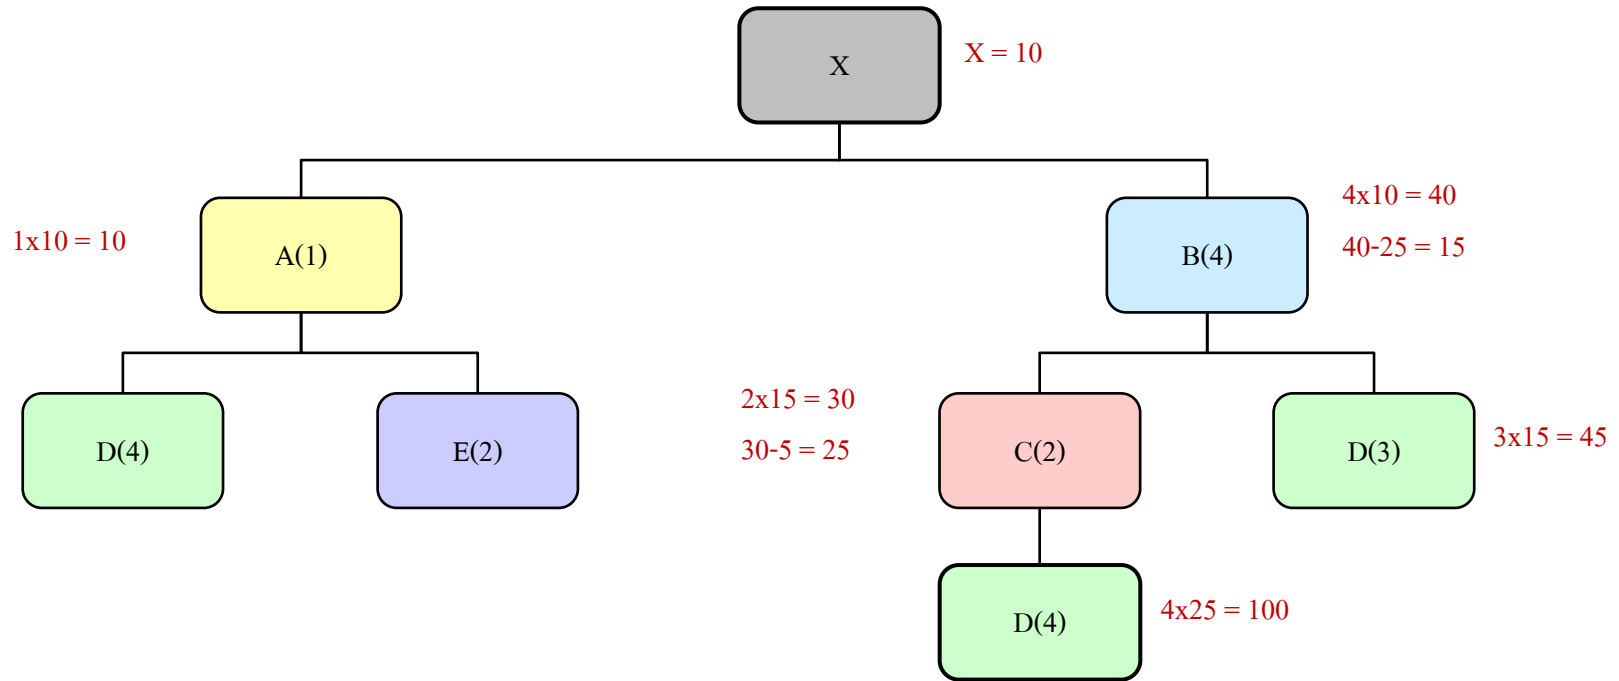 X
X = 10
A(1)
1x10 = 10
B(4)
4x10 = 40
40-25 = 15
D(4)
E(2)
2x15 = 30
30-5 = 25
C(2)
D(3)
3x15 = 45
D(4)
4x25 = 100